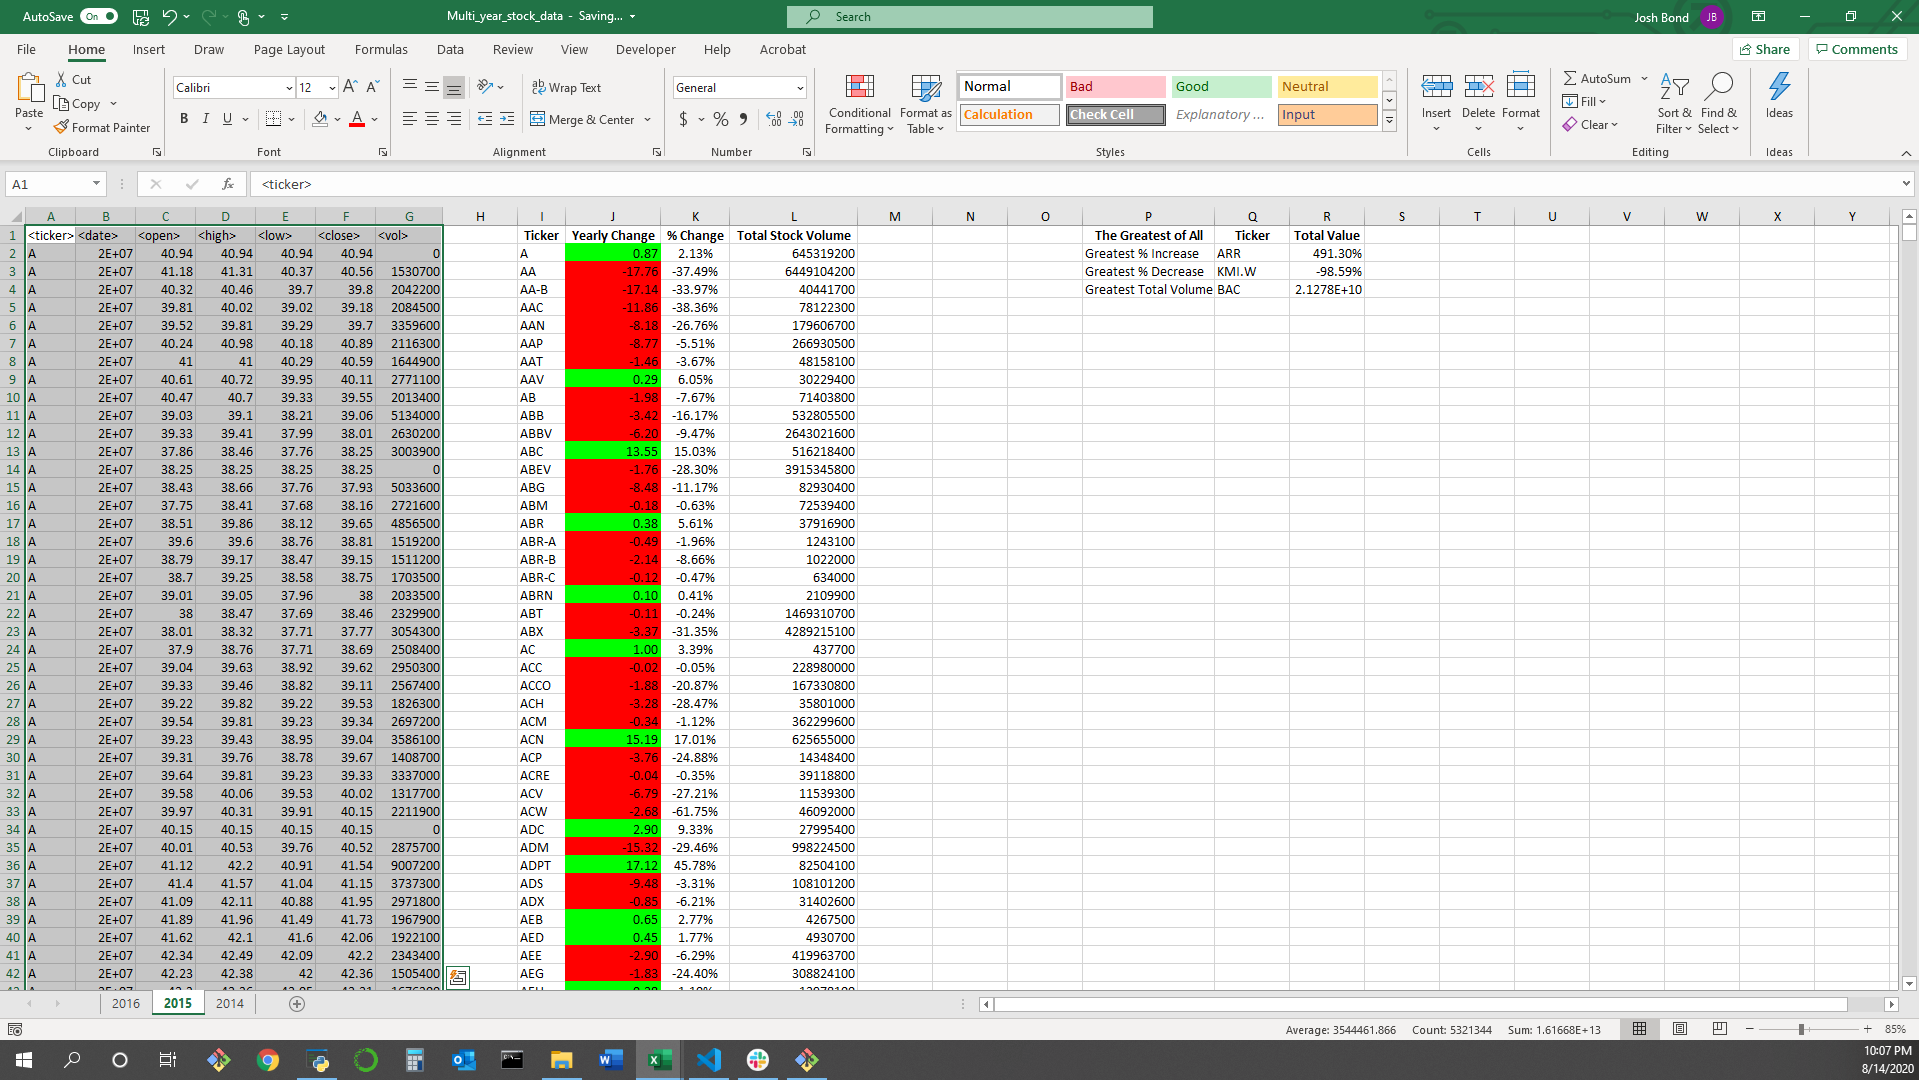 AutoSave On Multi_year_stock_data - Saving... Search Josh Bond JB
File Home Insert Draw Page Layout Formulas Data Review View Developer Help Acrobat Share Comments
Paste Cut Copy Format Painter Clipboard
Calibri 12 A A B I U A Font
Wrap Text Merge & Center Alignment
General $ % , Number
Conditional Formatting Format as Table
Normal Bad Good Neutral
Calculation Check Cell Explanatory ... Input
Styles
Insert Delete Format Cells
AutoSum Fill Clear Sort & Filter Find & Select Editing
Ideas Ideas
A1 fx <ticker>
A B C D E F G H I J K L M N O P Q R S T U V W X Y
1 <ticker> <date> <open> <high> <low> <close> <vol> Ticker Yearly Change % Change Total Stock Volume The Greatest of All Ticker Total Value
2 A 2E+07 40.94 40.94 40.94 40.94 0 A 0.87 2.13% 645319200 Greatest % Increase ARR 491.30%
3 A 2E+07 41.18 41.31 40.37 40.56 1530700 AA -17.76 -37.49% 6449104200 Greatest % Decrease KMI.W -98.59%
4 A 2E+07 40.32 40.46 39.7 39.8 2042200 AA-B -17.14 -33.97% 40441700 Greatest Total Volume BAC 2.1278E+10
5 A 2E+07 39.81 40.02 39.02 39.18 2084500 AAC -11.86 -38.36% 78122300
6 A 2E+07 39.52 39.81 39.29 39.7 3359600 AAN -8.18 -26.76% 179606700
7 A 2E+07 40.24 40.98 40.18 40.89 2116300 AAP -8.77 -5.51% 266930500
8 A 2E+07 41 41 40.29 40.59 1644900 AAT -1.46 -3.67% 48158100
9 A 2E+07 40.61 40.72 39.95 40.11 2771100 AAV 0.29 6.05% 30229400
10 A 2E+07 40.47 40.7 39.33 39.55 2013400 AB -1.98 -7.67% 71403800
11 A 2E+07 39.03 39.1 38.21 39.06 5134000 ABB -3.42 -16.17% 532805500
12 A 2E+07 39.33 39.41 37.99 38.01 2630200 ABBV -6.20 -9.47% 2643021600
13 A 2E+07 37.86 38.46 37.76 38.25 3003900 ABC 13.55 15.03% 516218400
14 A 2E+07 38.25 38.25 38.25 38.25 0 ABEV -1.76 -28.30% 3915345800
15 A 2E+07 38.43 38.66 37.76 37.93 5033600 ABG -8.48 -11.17% 82930400
16 A 2E+07 37.75 38.41 37.68 38.16 2721600 ABM -0.18 -0.63% 72539400
17 A 2E+07 38.51 39.86 38.12 39.65 4856500 ABR 0.38 5.61% 37916900
18 A 2E+07 39.6 39.6 38.76 38.81 1519200 ABR-A -0.49 -1.96% 1243100
19 A 2E+07 38.79 39.17 38.47 39.15 1511200 ABR-B -2.14 -8.66% 1022000
20 A 2E+07 38.7 39.25 38.58 38.75 1703500 ABR-C -0.12 -0.47% 634000
21 A 2E+07 39.01 39.05 37.96 38 2033500 ABRN 0.10 0.41% 2109900
22 A 2E+07 38 38.47 37.69 38.46 2329900 ABT -0.11 -0.24% 1469310700
23 A 2E+07 38.01 38.32 37.71 37.77 3054300 ABX -3.37 -31.35% 4289215100
24 A 2E+07 37.9 38.76 37.71 38.69 2508400 AC 1.00 3.39% 437700
25 A 2E+07 39.04 39.63 38.92 39.62 2950300 ACC -0.02 -0.05% 228980000
26 A 2E+07 39.33 39.46 38.82 39.11 2567400 ACCO -1.88 -20.87% 167330800
27 A 2E+07 39.22 39.82 39.22 39.53 1826300 ACH -3.28 -28.47% 35801000
28 A 2E+07 39.54 39.81 39.23 39.34 2697200 ACM -0.34 -1.12% 362299600
29 A 2E+07 39.23 39.43 38.95 39.04 3586100 ACN 15.19 17.01% 625655000
30 A 2E+07 39.31 39.76 38.78 39.67 1408700 ACP -3.76 -24.88% 14348400
31 A 2E+07 39.64 39.81 39.23 39.33 3337000 ACRE -0.04 -0.35% 39118800
32 A 2E+07 39.58 40.06 39.53 40.02 1317700 ACV -6.79 -27.21% 11539300
33 A 2E+07 39.97 40.31 39.91 40.15 2211900 ACW -2.68 -61.75% 46092000
34 A 2E+07 40.15 40.15 40.15 40.15 0 ADC 2.90 9.33% 27995400
35 A 2E+07 40.01 40.53 39.76 40.52 2875700 ADM -15.32 -29.46% 998224500
36 A 2E+07 41.12 42.2 40.91 41.54 9007200 ADPT 17.12 45.78% 82504100
37 A 2E+07 41.4 41.57 41.04 41.15 3737300 ADS -9.48 -3.31% 108101200
38 A 2E+07 41.09 42.11 40.88 41.95 2971800 ADX -0.85 -6.21% 31402600
39 A 2E+07 41.89 41.96 41.49 41.73 1967900 AEB 0.65 2.77% 4267500
40 A 2E+07 41.62 42.1 41.6 42.06 1922100 AED 0.45 1.77% 4930700
41 A 2E+07 42.34 42.49 42.09 42.2 2343400 AEE -2.90 -6.29% 419963700
42 A 2E+07 42.23 42.38 42 42.36 1505400 AEG -1.83 -24.40% 308824100
2016 2015 2014
Average: 3544461.866 Count: 5321344 Sum: 1.61668E+13 85%
10:07 PM
8/14/2020